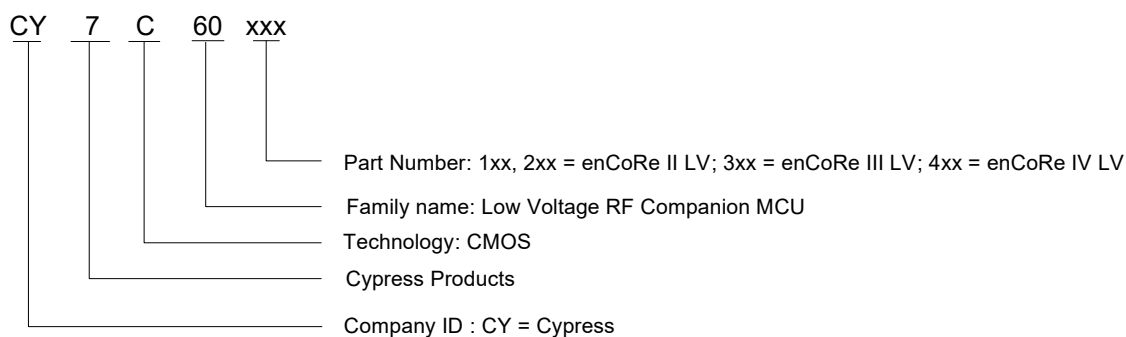 CY 7 C 60 xxx
Part Number: 1xx, 2xx = enCoRe II LV; 3xx = enCoRe III LV; 4xx = enCoRe IV LV
Family name: Low Voltage RF Companion MCU
Technology: CMOS
Cypress Products
Company ID : CY = Cypress